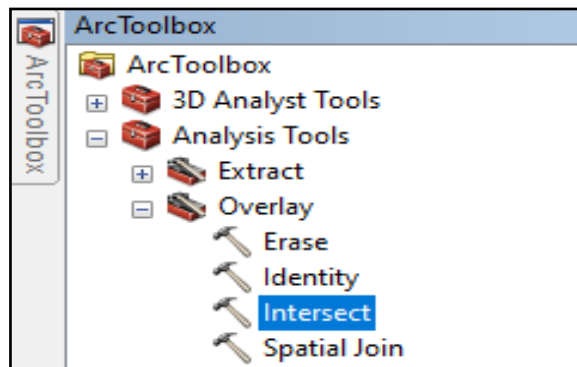 ArcToolbox
ArcToolbox
ArcToolbox
3D Analyst Tools
Analysis Tools
Extract
Overlay
Erase
Identity
Intersect
Spatial Join